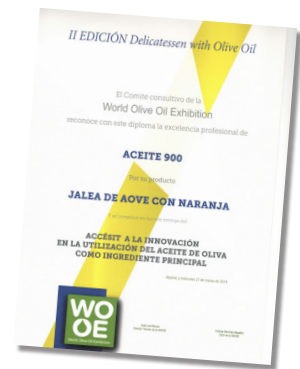 II EDICIÓN Delicatessen with Olive Oil
El Comité consultivo de la
World Olive Oil Exhibition
reconoce con este diploma la excelencia profesional de
ACEITE 900
Por su producto
JALEA DE AOVE CON NARANJA
ACCÉSIT A LA INNOVACIÓN
EN LA UTILIZACIÓN DEL ACEITE DE OLIVA
COMO INGREDIENTE PRINCIPAL
WO
OE
World Olive Oil Exhibition